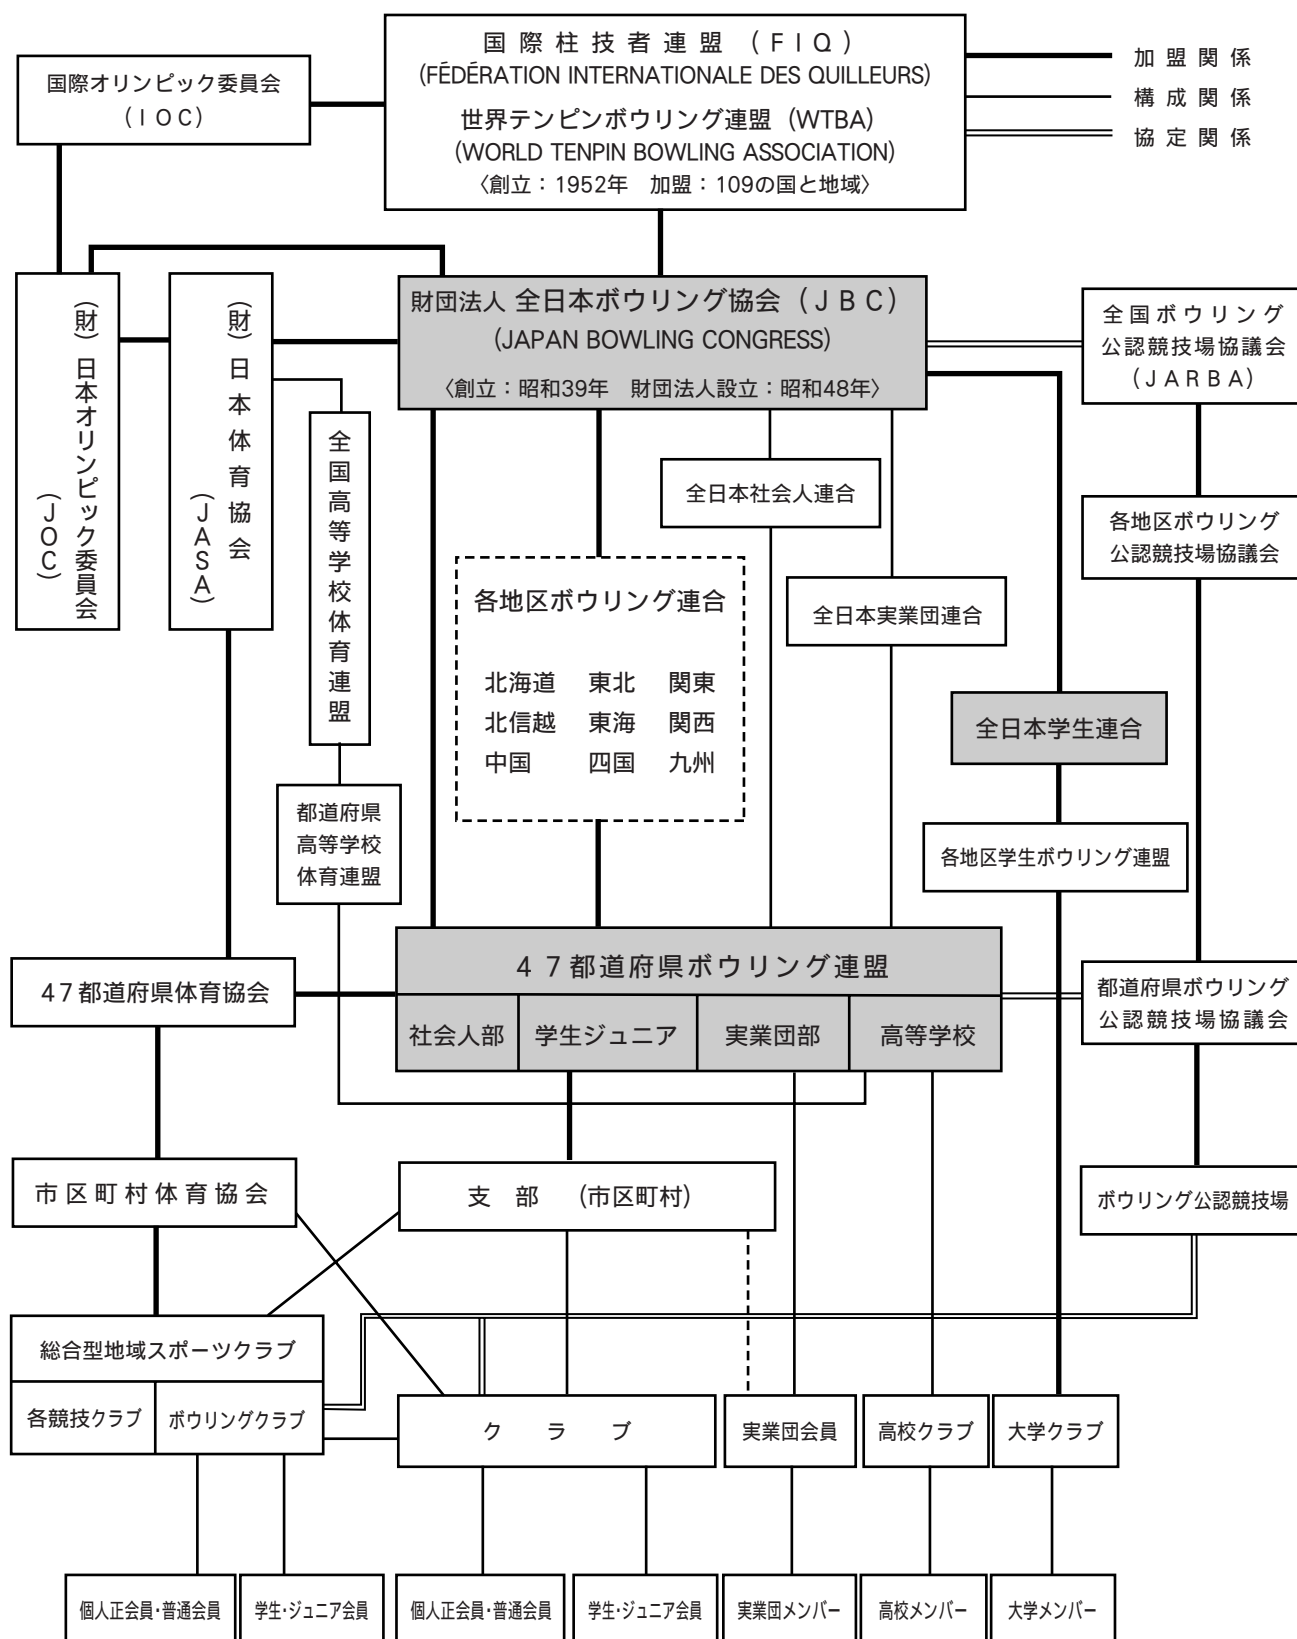 国際柱技者連盟 (FIQ)
(FÉDÉRATION INTERNATIONALE DES QUILLEURS)
世界テンピンボウリング連盟 (WTBA)
(WORLD TENPIN BOWLING ASSOCIATION)
〈創立：1952年 加盟：109の国と地域〉
国際オリンピック委員会
(IOC)
加盟関係
構成関係
協定関係
(財)日本オリンピック委員会
(JOC)
(財)日本体育協会
(JASA)
財団法人 全日本ボウリング協会 (JBC)
(JAPAN BOWLING CONGRESS)
〈創立：昭和39年 財団法人設立：昭和48年〉
全国ボウリング
公認競技場協議会
(JARBA)
全国高等学校体育連盟
全日本社会人連合
各地区ボウリング
公認競技場協議会
各地区ボウリング連合
北海道 東北 関東
北信越 東海 関西
中国 四国 九州
全日本実業団連合
全日本学生連合
都道府県
高等学校
体育連盟
各地区学生ボウリング連盟
47都道府県体育協会
47都道府県ボウリング連盟
社会人部 学生ジュニア 実業団部 高等学校
都道府県ボウリング
公認競技場協議会
市区町村体育協会
支部 (市区町村)
ボウリング公認競技場
総合型地域スポーツクラブ
各競技クラブ ボウリングクラブ
クラブ
実業団会員
高校クラブ
大学クラブ
個人正会員・普通会員
学生・ジュニア会員
個人正会員・普通会員
学生・ジュニア会員
実業団メンバー
高校メンバー
大学メンバー